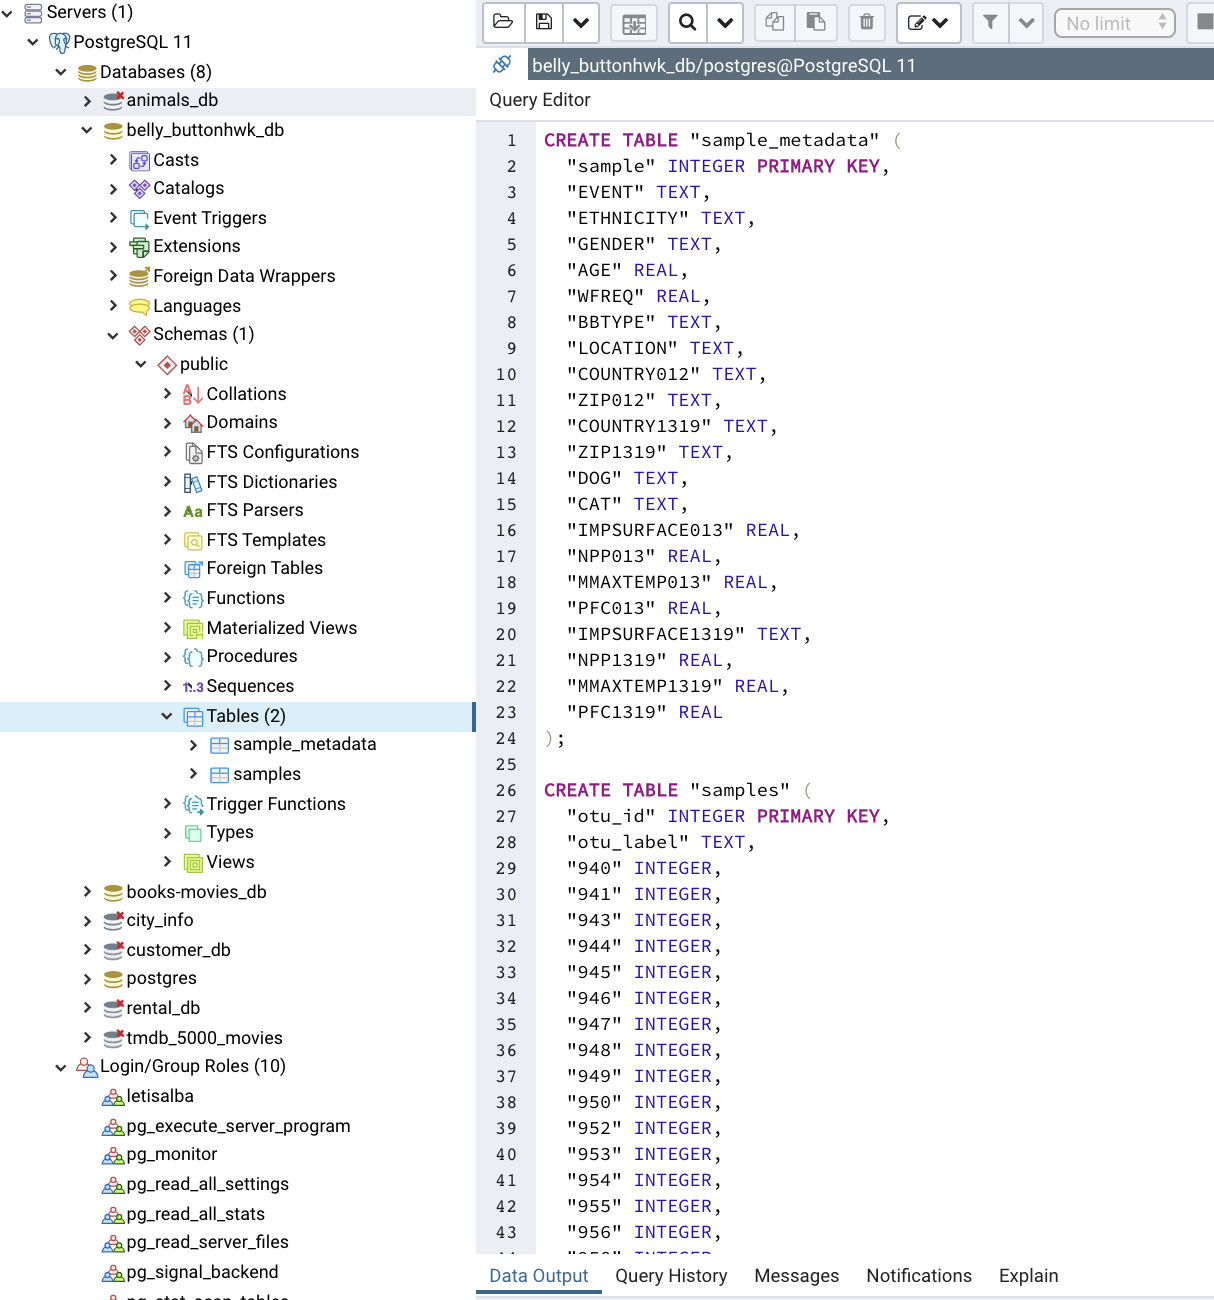 Servers (1)
PostgreSQL 11
Databases (8)
animals_db
belly_buttonhwk_db
Casts
Catalogs
Event Triggers
Extensions
Foreign Data Wrappers
Languages
Schemas (1)
public
Collations
Domains
FTS Configurations
FTS Dictionaries
FTS Parsers
FTS Templates
Foreign Tables
Functions
Materialized Views
Procedures
1..3 Sequences
Tables (2)
sample_metadata
samples
Trigger Functions
Types
Views
books-movies_db
city_info
customer_db
postgres
rental_db
tmdb_5000_movies
Login/Group Roles (10)
letisalba
pg_execute_server_program
pg_monitor
pg_read_all_settings
pg_read_all_stats
pg_read_server_files
pg_signal_backend
No limit
belly_buttonhwk_db/postgres@PostgreSQL 11
Query Editor
1 CREATE TABLE "sample_metadata" (
2 "sample" INTEGER PRIMARY KEY,
3 "EVENT" TEXT,
4 "ETHNICITY" TEXT,
5 "GENDER" TEXT,
6 "AGE" REAL,
7 "WFREQ" REAL,
8 "BBTYPE" TEXT,
9 "LOCATION" TEXT,
10 "COUNTRY012" TEXT,
11 "ZIP012" TEXT,
12 "COUNTRY1319" TEXT,
13 "ZIP1319" TEXT,
14 "DOG" TEXT,
15 "CAT" TEXT,
16 "IMPSURFACE013" REAL,
17 "NPP013" REAL,
18 "MMAXTEMP013" REAL,
19 "PFC013" REAL,
20 "IMPSURFACE1319" TEXT,
21 "NPP1319" REAL,
22 "MMAXTEMP1319" REAL,
23 "PFC1319" REAL
24 );
25
26 CREATE TABLE "samples" (
27 "otu_id" INTEGER PRIMARY KEY,
28 "otu_label" TEXT,
29 "940" INTEGER,
30 "941" INTEGER,
31 "943" INTEGER,
32 "944" INTEGER,
33 "945" INTEGER,
34 "946" INTEGER,
35 "947" INTEGER,
36 "948" INTEGER,
37 "949" INTEGER,
38 "950" INTEGER,
39 "952" INTEGER,
40 "953" INTEGER,
41 "954" INTEGER,
42 "955" INTEGER,
43 "956" INTEGER,
Data Output Query History Messages Notifications Explain